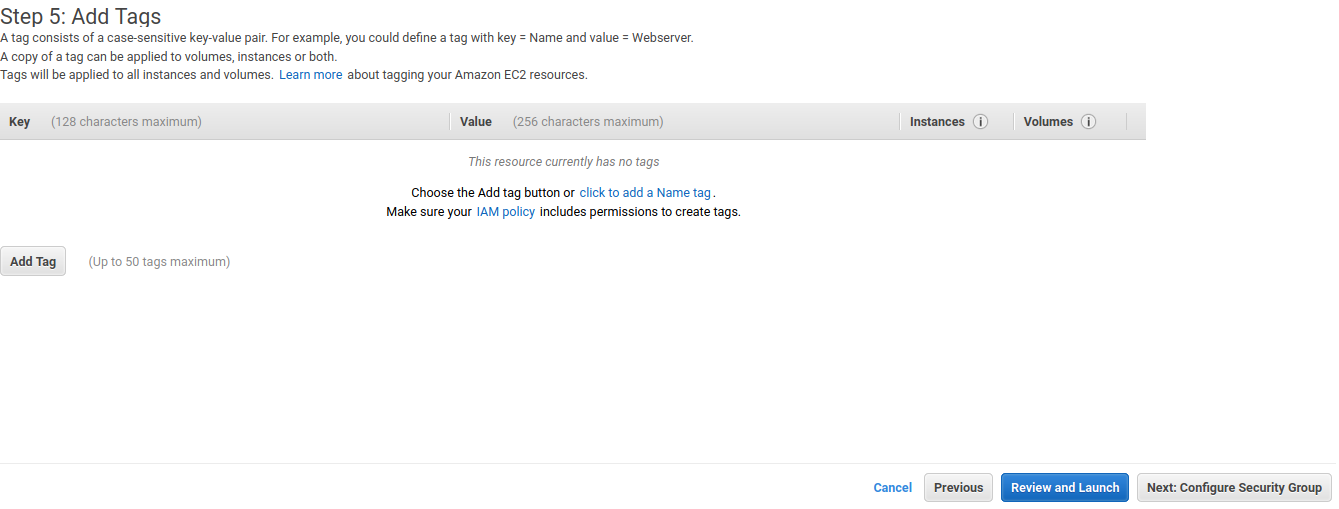 Step 5: Add Tags
A tag consists of a case-sensitive key-value pair. For example, you could define a tag with key = Name and value = Webserver.
A copy of a tag can be applied to volumes, instances or both.
Tags will be applied to all instances and volumes. Learn more about tagging your Amazon EC2 resources.
Key (128 characters maximum) Value (256 characters maximum) Instances i Volumes i
This resource currently has no tags
Choose the Add tag button or click to add a Name tag.
Make sure your IAM policy includes permissions to create tags.
Add Tag (Up to 50 tags maximum)
Cancel Previous Review and Launch Next: Configure Security Group